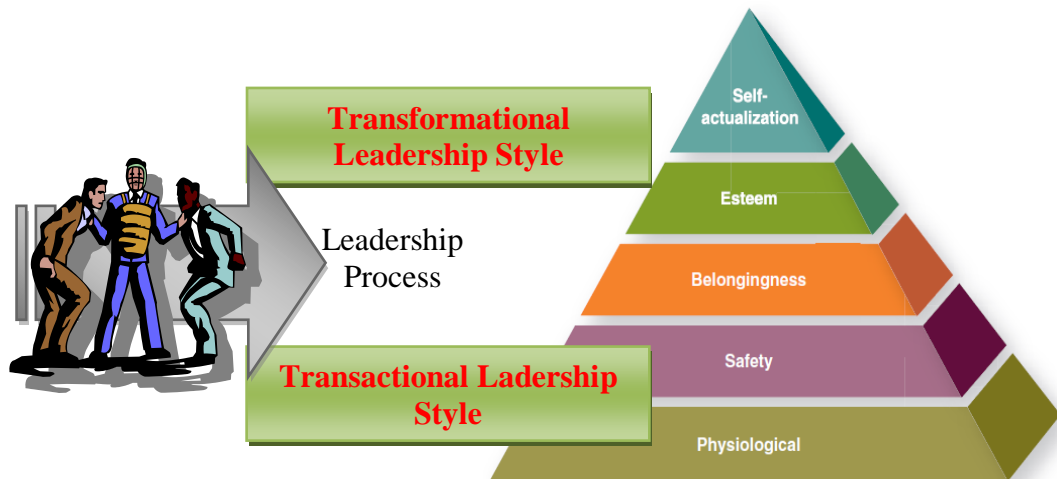 Transformational
Leadership Style
Leadership
Process
Transactional Ladership
Style
Self-
actualization
Esteem
Belongingness
Safety
Physiological